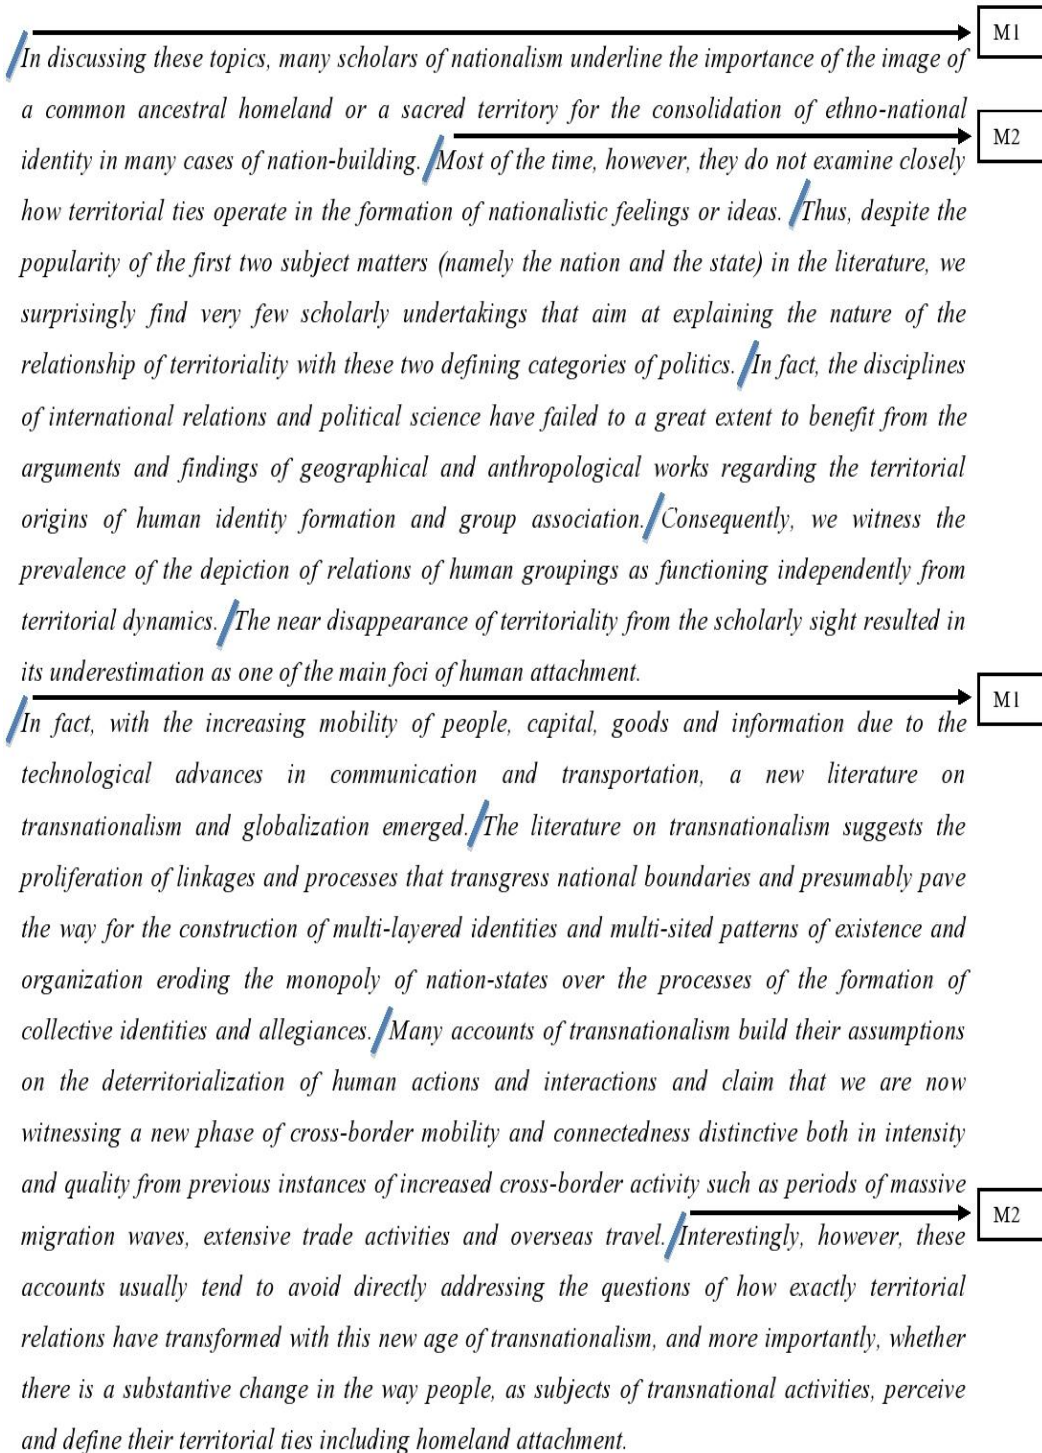 M1
In discussing these topics, many scholars of nationalism underline the importance of the image of
a common ancestral homeland or a sacred territory for the consolidation of ethno-national
M2
identity in many cases of nation-building. Most of the time, however, they do not examine closely
how territorial ties operate in the formation of nationalistic feelings or ideas. Thus, despite the
popularity of the first two subject matters (namely the nation and the state) in the literature, we
surprisingly find very few scholarly undertakings that aim at explaining the nature of the
relationship of territoriality with these two defining categories of politics. In fact, the disciplines
of international relations and political science have failed to a great extent to benefit from the
arguments and findings of geographical and anthropological works regarding the territorial
origins of human identity formation and group association. Consequently, we witness the
prevalence of the depiction of relations of human groupings as functioning independently from
territorial dynamics. The near disappearance of territoriality from the scholarly sight resulted in
its underestimation as one of the main foci of human attachment.
M1
In fact, with the increasing mobility of people, capital, goods and information due to the
technological advances in communication and transportation, a new literature on
transnationalism and globalization emerged. The literature on transnationalism suggests the
proliferation of linkages and processes that transgress national boundaries and presumably pave
the way for the construction of multi-layered identities and multi-sited patterns of existence and
organization eroding the monopoly of nation-states over the processes of the formation of
collective identities and allegiances. Many accounts of transnationalism build their assumptions
on the deterritorialization of human actions and interactions and claim that we are now
witnessing a new phase of cross-border mobility and connectedness distinctive both in intensity
and quality from previous instances of increased cross-border activity such as periods of massive
M2
migration waves, extensive trade activities and overseas travel. Interestingly, however, these
accounts usually tend to avoid directly addressing the questions of how exactly territorial
relations have transformed with this new age of transnationalism, and more importantly, whether
there is a substantive change in the way people, as subjects of transnational activities, perceive
and define their territorial ties including homeland attachment.